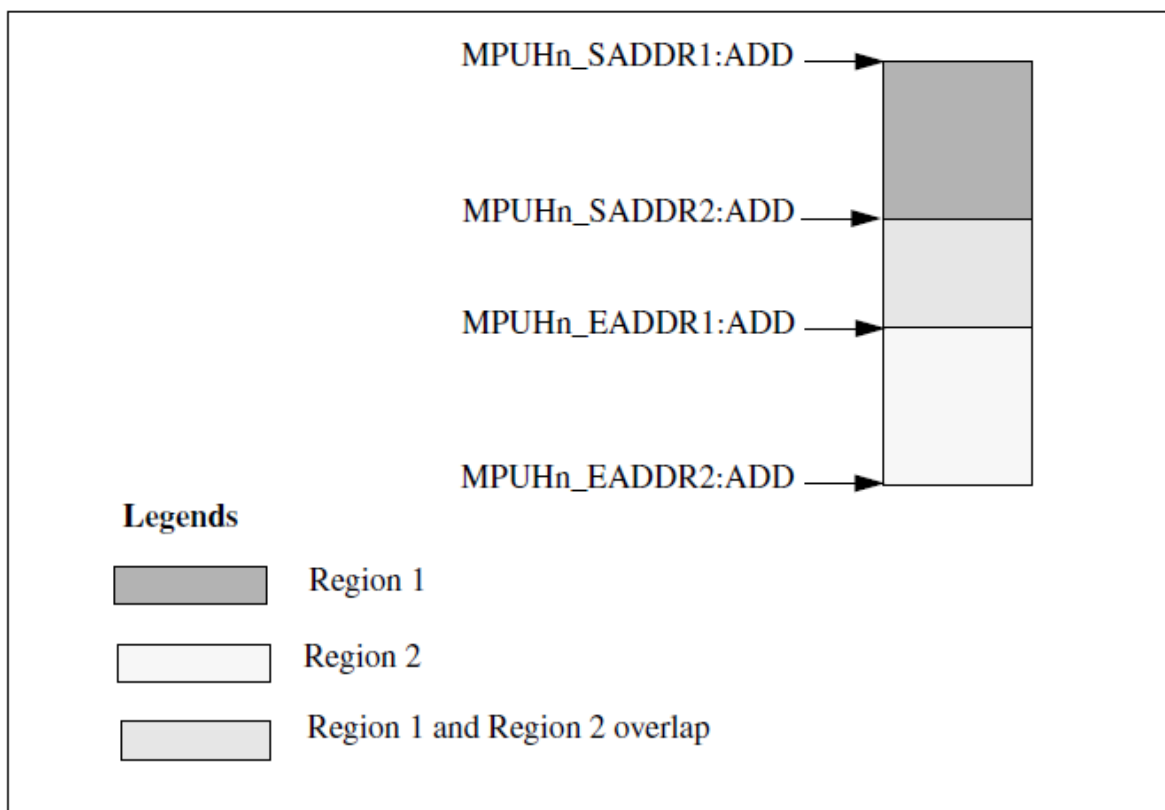 MPUHn_SADDR1:ADD
MPUHn_SADDR2:ADD
MPUHn_EADDR1:ADD
MPUHn_EADDR2:ADD
Legends
Region 1
Region 2
Region 1 and Region 2 overlap